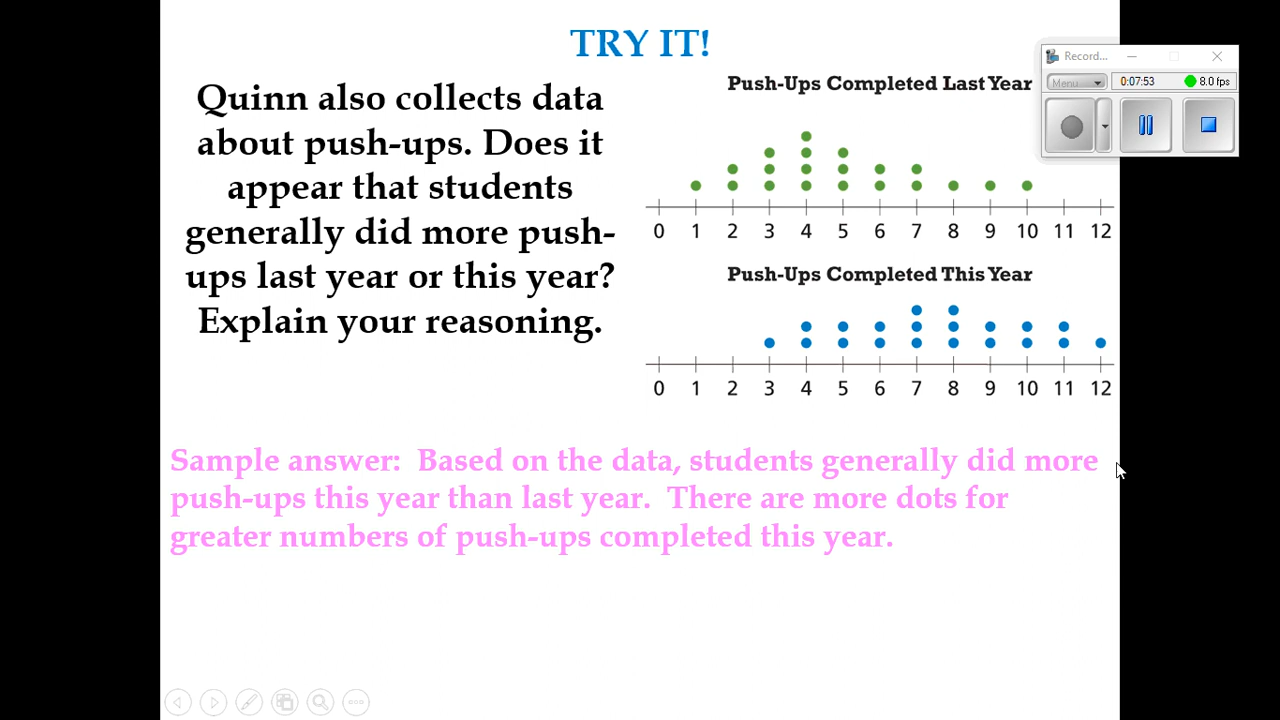 TRY IT!
Quinn also collects data
about push-ups. Does it
appear that students
generally did more push-
ups last year or this year?
Explain your reasoning.
Push-Ups Completed Last Year
0 1 2 3 4 5 6 7 8 9 10 11 12
Push-Ups Completed This Year
0 1 2 3 4 5 6 7 8 9 10 11 12
Record...
Menu 0:07:53 8.0 fps
Sample answer: Based on the data, students generally did more
push-ups this year than last year. There are more dots for
greater numbers of push-ups completed this year.